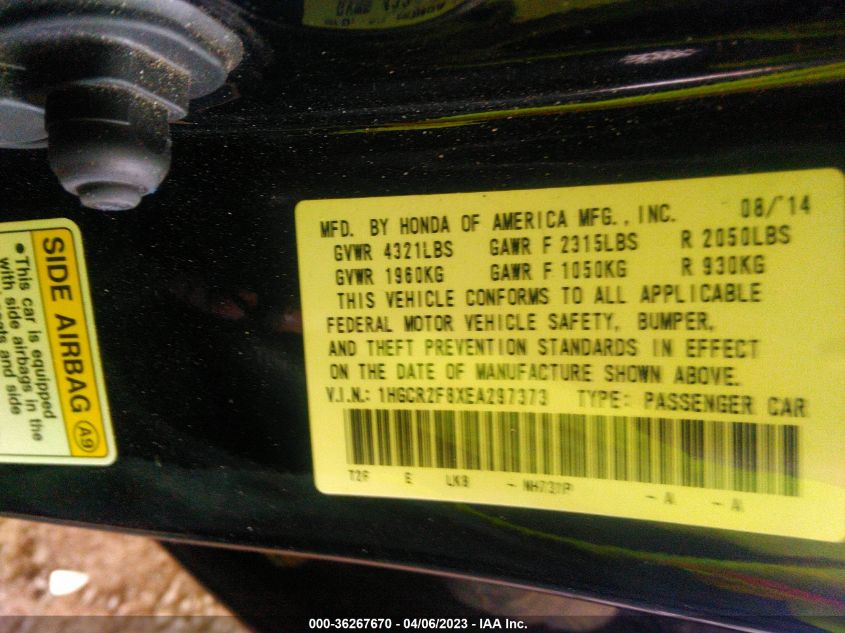 MFD. BY HONDA OF AMERICA MFG., INC. 08/14
GVWR 4321LBS GAWR F 2315LBS R 2050LBS
GVWR 1960KG GAWR F 1050KG R 930KG
THIS VEHICLE CONFORMS TO ALL APPLICABLE
FEDERAL MOTOR VEHICLE SAFETY, BUMPER,
AND THEFT PREVENTION STANDARDS IN EFFECT
ON THE DATE OF MANUFACTURE SHOWN ABOVE.
V.I.N.: 1HGCR2F8XEA297373 TYPE: PASSENGER CAR
T2F E LKB - NH731P - A - A
SIDE AIRBAG A9
• This car is equipped
with side airbags in the
and side
000-36267670 - 04/06/2023 - IAA Inc.